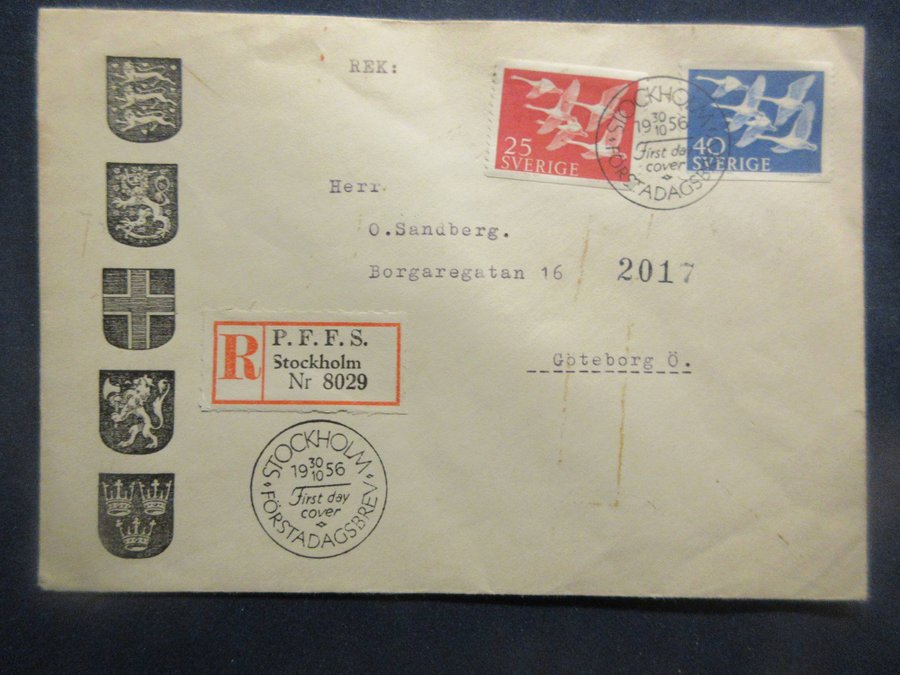 REK:
25
SVERIGE
40
SVERIGE
STOCKHOLM
19 30/10 56
First day
cover
FÖRSTADAGSBREV
Herr
O.Sandberg.
Borgaregatan 16
2017
Göteborg Ö.
R
P. F. F. S.
Stockholm
Nr 8029
STOCKHOLM
19 30/10 56
First day
cover
FÖRSTADAGSBREV